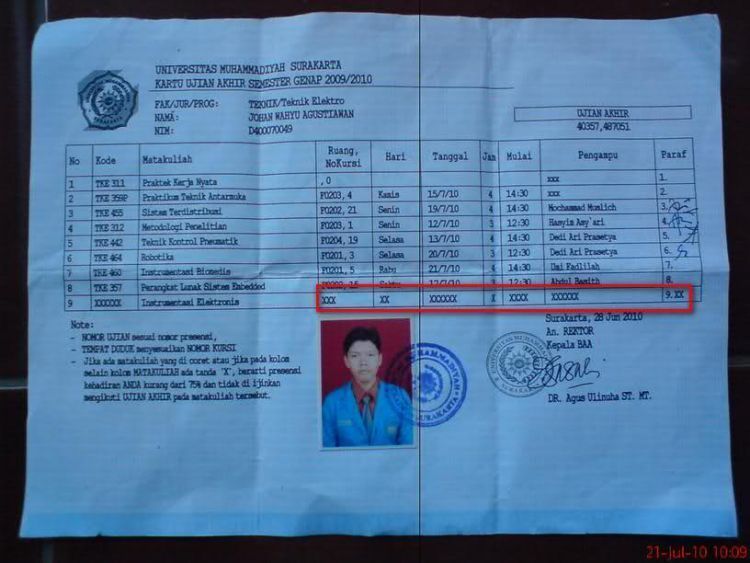 UNIVERSITAS MUHAMMADIYAH SURAKARTA
KARTU UJIAN AKHIR SEMESTER GENAP 2009/2010
FAK/JUR/PROG: TEKNIK/Teknik Elektro
NAMA: JOHAN WAHYU AGUSTIAWAN
NIM: D400070049
UJIAN AKHIR
40357,487051
No Kode Matakuliah Ruang, NoKursi Hari Tanggal Jam Mulai Pengampu Paraf
1 TKE 311 Praktek Kerja Nyata , 0 xxx 1.
2 TKE 359P Praktikum Teknik Antarmuka F0203, 4 Kamis 15/7/10 4 14:30 xxx 2.
3 TKE 455 Sistem Terdistribusi F0202, 21 Senin 19/7/10 4 14:30 Mochammad Muslich 3.
4 TKE 312 Metodologi Penelitian F0203, 1 Senin 12/7/10 3 12:30 Hasyim Asy'ari 4.
5 TKE 442 Teknik Kontrol Pneumatik F0204, 19 Selasa 13/7/10 4 14:30 Dedi Ari Prasetya 5.
6 TKE 464 Robotika F0201, 3 Selasa 20/7/10 3 12:30 Dedi Ari Prasetya 6.
7 TKE 460 Instrumentasi Biomedis F0201, 5 Rabu 21/7/10 4 14:30 Umi Fadlilah 7.
8 TKE 357 Perangkat Lunak Sistem Embedded F0202, 15 Sabtu 17/7/10 3 12:30 Abdul Basith 8.
9 XXXXXX Instrumentasi Elektronis XXX XX XXXXXX X XXXX XXXXXX 9.XX
Note:
- NOMOR UJIAN sesuai nomor presensi,
- TEMPAT DUDUK menyesuaikan NOMOR KURSI
- Jika ada matakuliah yang di coret atau jika pada kolom
selain kolom MATAKULIAH ada tanda 'X', berarti presensi
kehadiran ANDA kurang dari 75% dan tidak di ijinkan
mengikuti UJIAN AKHIR pada matakuliah tersebut.
Surakarta, 28 Jun 2010
An. REKTOR
Kepala BAA
DR. Agus Ulinuha ST. MT.
21-Jul-10 10:09